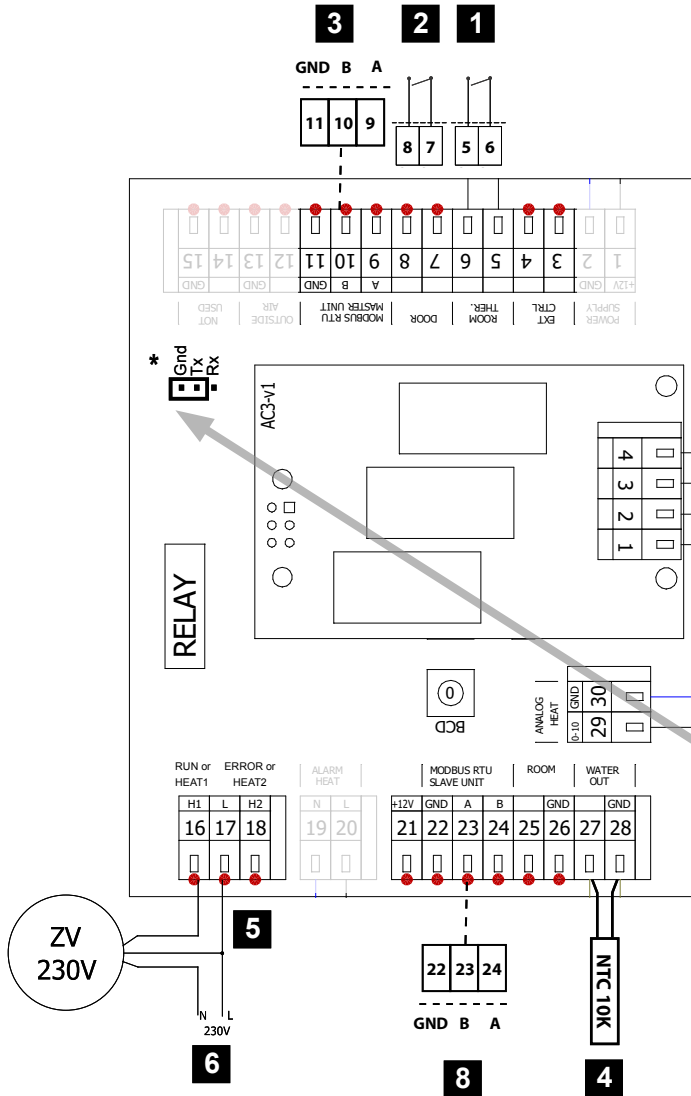 3 2 1
GND B A
11 10 9
8 7
5 6
15 14 13 12 11 10 9 8 7 6 5 4 3 2 1
GND GND GND B A GND +12V
NOT USED
OUTSIDE AIR
MODBUS RTU MASTER UNIT
DOOR
ROOM THER.
EXT CTRL
POWER SUPPLY
*
Gnd
Tx
Rx
AC3-v1
4
3
2
1
RELAY
0
BCD
ANALOG HEAT
GND 30
0-10 29
RUN or HEAT1
ERROR or HEAT2
ALARM HEAT
MODBUS RTU SLAVE UNIT
ROOM
WATER OUT
H1 L H2 N L +12V GND A B GND GND
16 17 18 19 20 21 22 23 24 25 26 27 28
5
ZV
230V
N L
230V
6
22 23 24
GND B A
8
NTC 10K
4